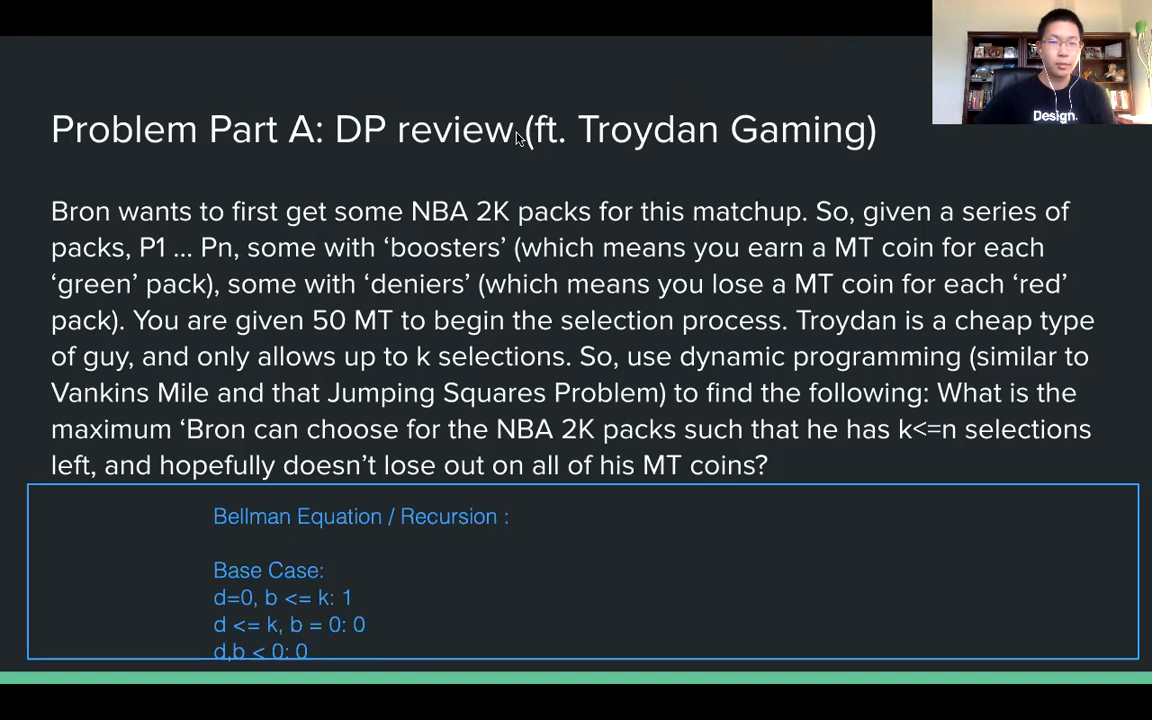 Design.
Problem Part A: DP review (ft. Troydan Gaming)
Bron wants to first get some NBA 2K packs for this matchup. So, given a series of
packs, P1 ... Pn, some with ‘boosters’ (which means you earn a MT coin for each
‘green’ pack), some with ‘deniers’ (which means you lose a MT coin for each ‘red’
pack). You are given 50 MT to begin the selection process. Troydan is a cheap type
of guy, and only allows up to k selections. So, use dynamic programming (similar to
Vankins Mile and that Jumping Squares Problem) to find the following: What is the
maximum ‘Bron can choose for the NBA 2K packs such that he has k<=n selections
left, and hopefully doesn’t lose out on all of his MT coins?
Bellman Equation / Recursion :
Base Case:
d=0, b <= k: 1
d <= k, b = 0: 0
d,b < 0: 0